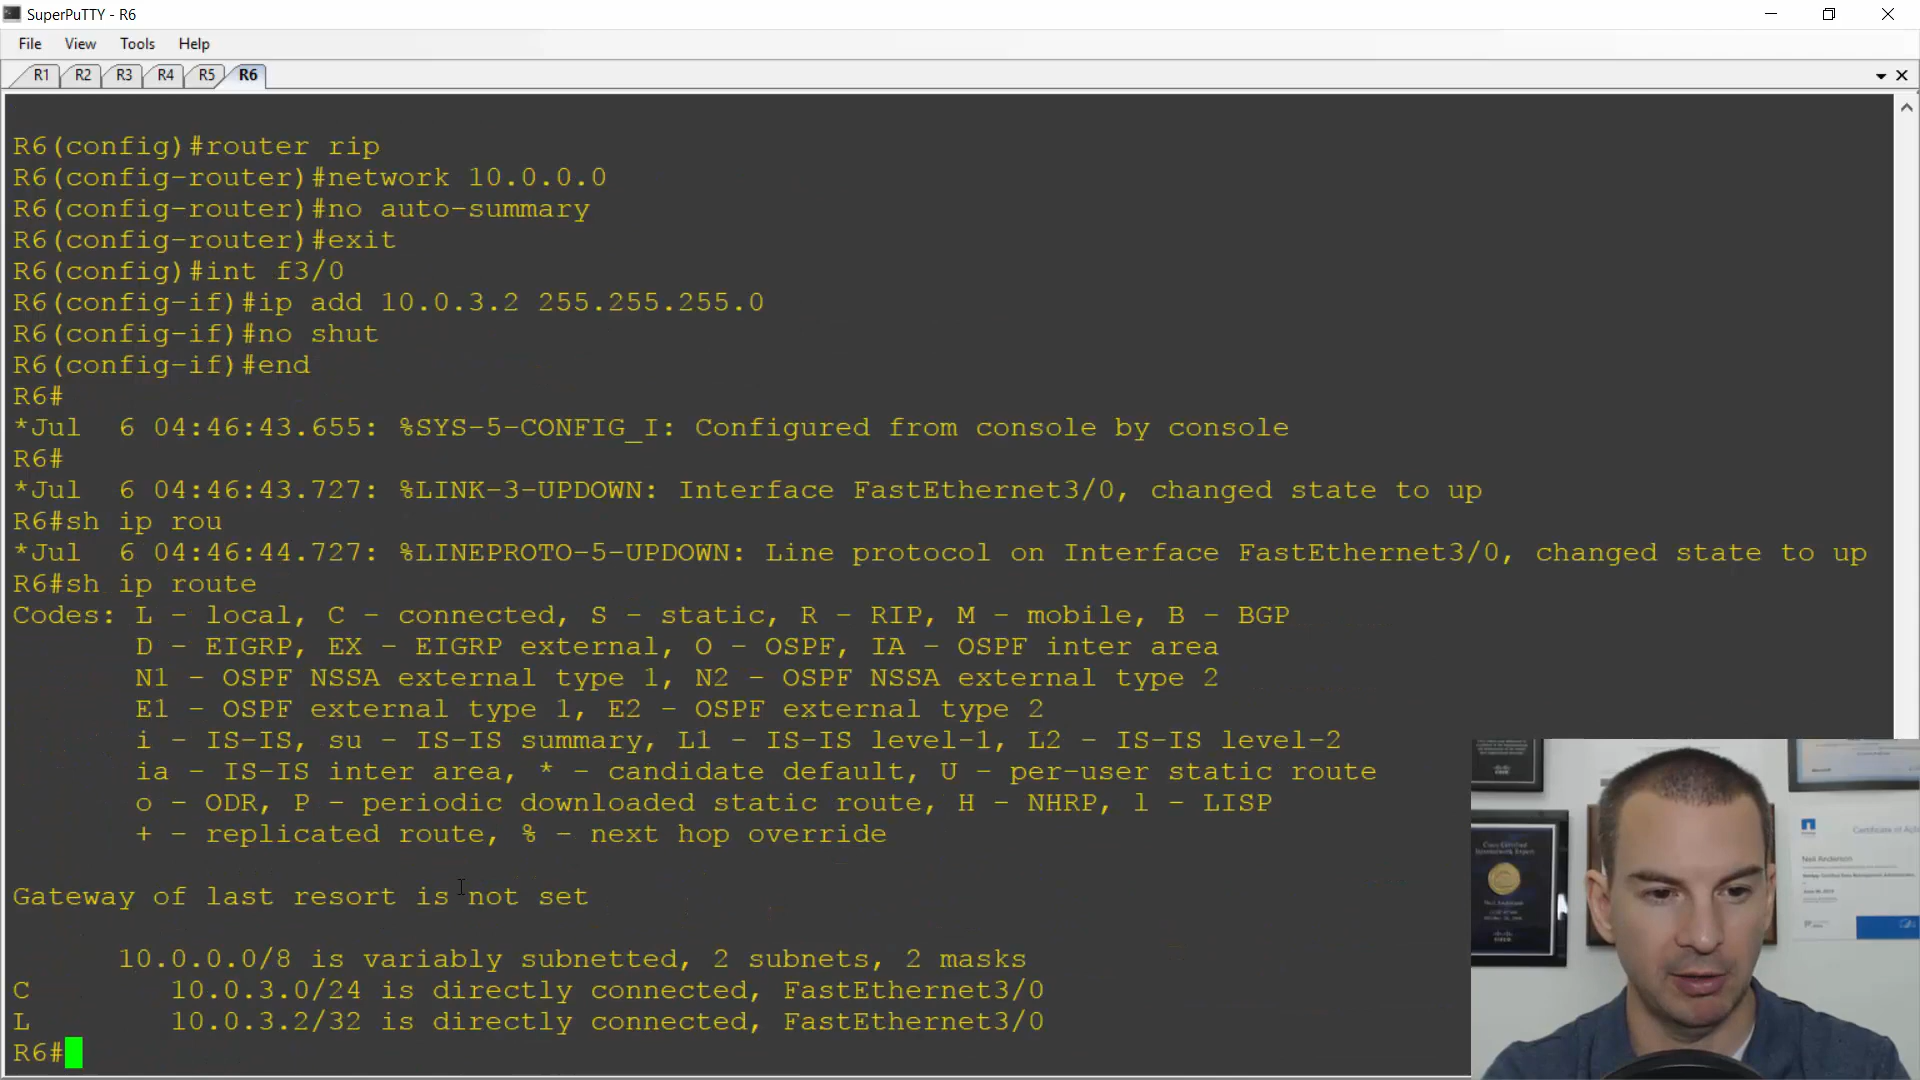 SuperPuTTY - R6
File View Tools Help
R1 R2 R3 R4 R5 R6
R6(config)#router rip
R6(config-router)#network 10.0.0.0
R6(config-router)#no auto-summary
R6(config-router)#exit
R6(config)#int f3/0
R6(config-if)#ip add 10.0.3.2 255.255.255.0
R6(config-if)#no shut
R6(config-if)#end
R6#
*Jul  6 04:46:43.655: %SYS-5-CONFIG_I: Configured from console by console
R6#
*Jul  6 04:46:43.727: %LINK-3-UPDOWN: Interface FastEthernet3/0, changed state to up
R6#sh ip rou
*Jul  6 04:46:44.727: %LINEPROTO-5-UPDOWN: Line protocol on Interface FastEthernet3/0, changed state to up
R6#sh ip route
Codes: L - local, C - connected, S - static, R - RIP, M - mobile, B - BGP
       D - EIGRP, EX - EIGRP external, O - OSPF, IA - OSPF inter area
       N1 - OSPF NSSA external type 1, N2 - OSPF NSSA external type 2
       E1 - OSPF external type 1, E2 - OSPF external type 2
       i - IS-IS, su - IS-IS summary, L1 - IS-IS level-1, L2 - IS-IS level-2
       ia - IS-IS inter area, * - candidate default, U - per-user static route
       o - ODR, P - periodic downloaded static route, H - NHRP, l - LISP
       + - replicated route, % - next hop override
Gateway of last resort is not set
      10.0.0.0/8 is variably subnetted, 2 subnets, 2 masks
C        10.0.3.0/24 is directly connected, FastEthernet3/0
L        10.0.3.2/32 is directly connected, FastEthernet3/0
R6#
Neil Anderson